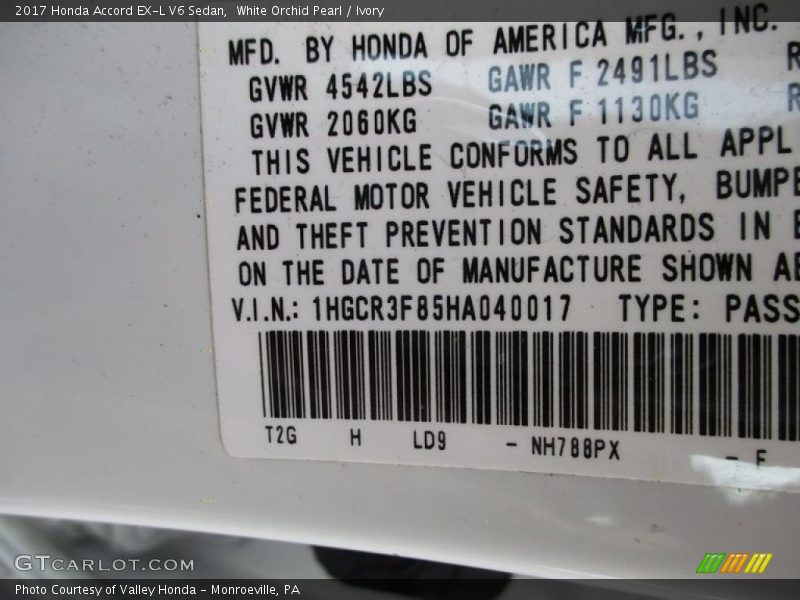 2017 Honda Accord EX-L V6 Sedan,  White Orchid Pearl / Ivory
MFD. BY HONDA OF AMERICA MFG., INC.
GVWR 4542LBS GAWR F 2491LBS R
GVWR 2060KG GAWR F 1130KG R
THIS VEHICLE CONFORMS TO ALL APPL
FEDERAL MOTOR VEHICLE SAFETY, BUMPE
AND THEFT PREVENTION STANDARDS IN E
ON THE DATE OF MANUFACTURE SHOWN AB
V.I.N.: 1HGCR3F85HA040017 TYPE: PASS
T2G H LD9 - NH788PX - F
GTCARLOT.COM
Photo Courtesy of Valley Honda - Monroeville, PA